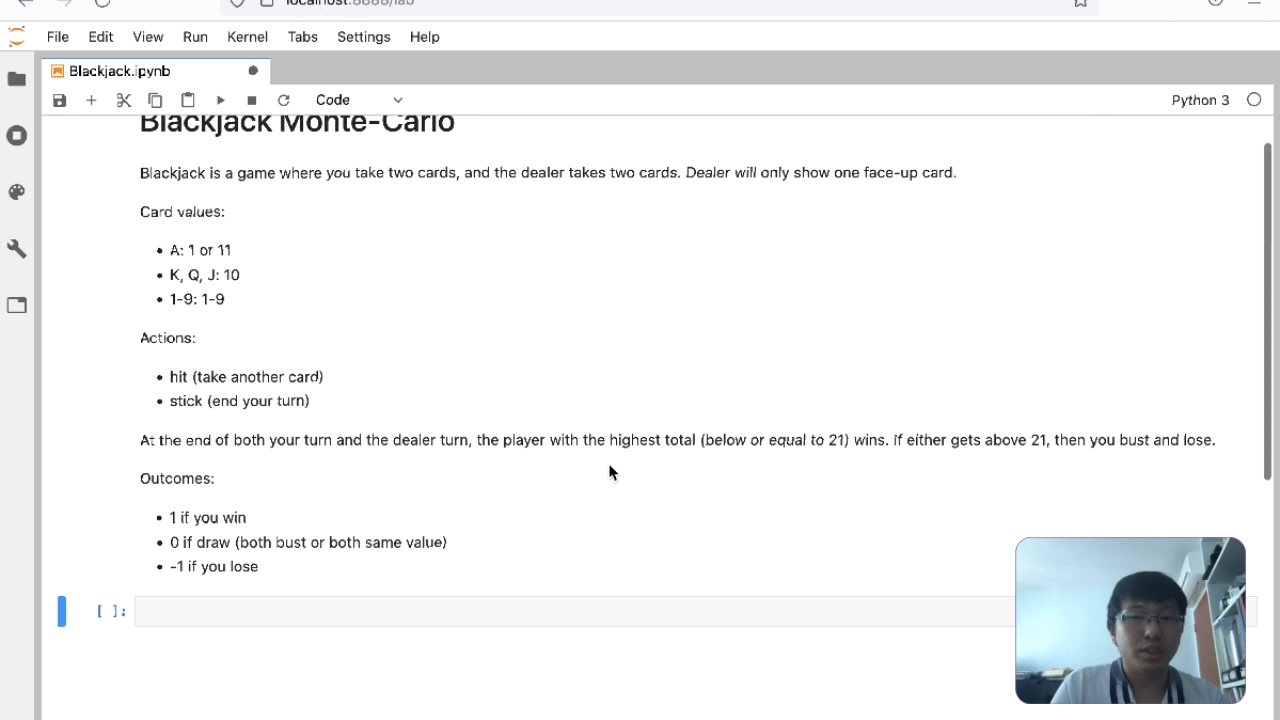 localhost:8888/lab
File Edit View Run Kernel Tabs Settings Help
Blackjack.ipynb
Code Python 3
Blackjack Monte-Carlo
Blackjack is a game where you take two cards, and the dealer takes two cards. Dealer will only show one face-up card.
Card values:
• A: 1 or 11
• K, Q, J: 10
• 1-9: 1-9
Actions:
• hit (take another card)
• stick (end your turn)
At the end of both your turn and the dealer turn, the player with the highest total (below or equal to 21) wins. If either gets above 21, then you bust and lose.
Outcomes:
• 1 if you win
• 0 if draw (both bust or both same value)
• -1 if you lose
[ ]: